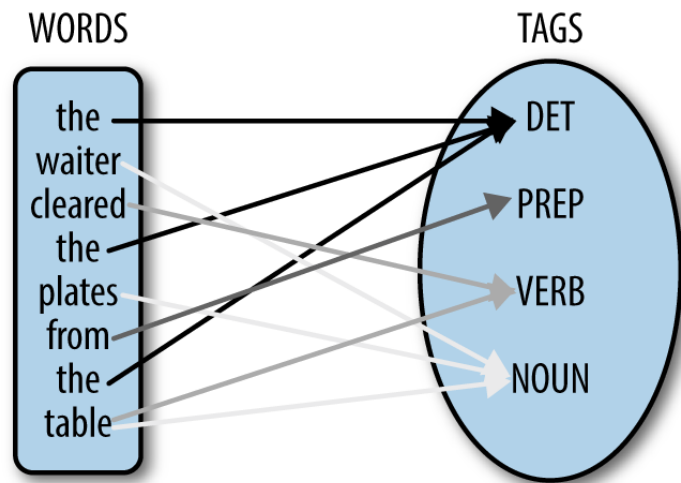 WORDS
the
waiter
cleared
the
plates
from
the
table
TAGS
DET
PREP
VERB
NOUN